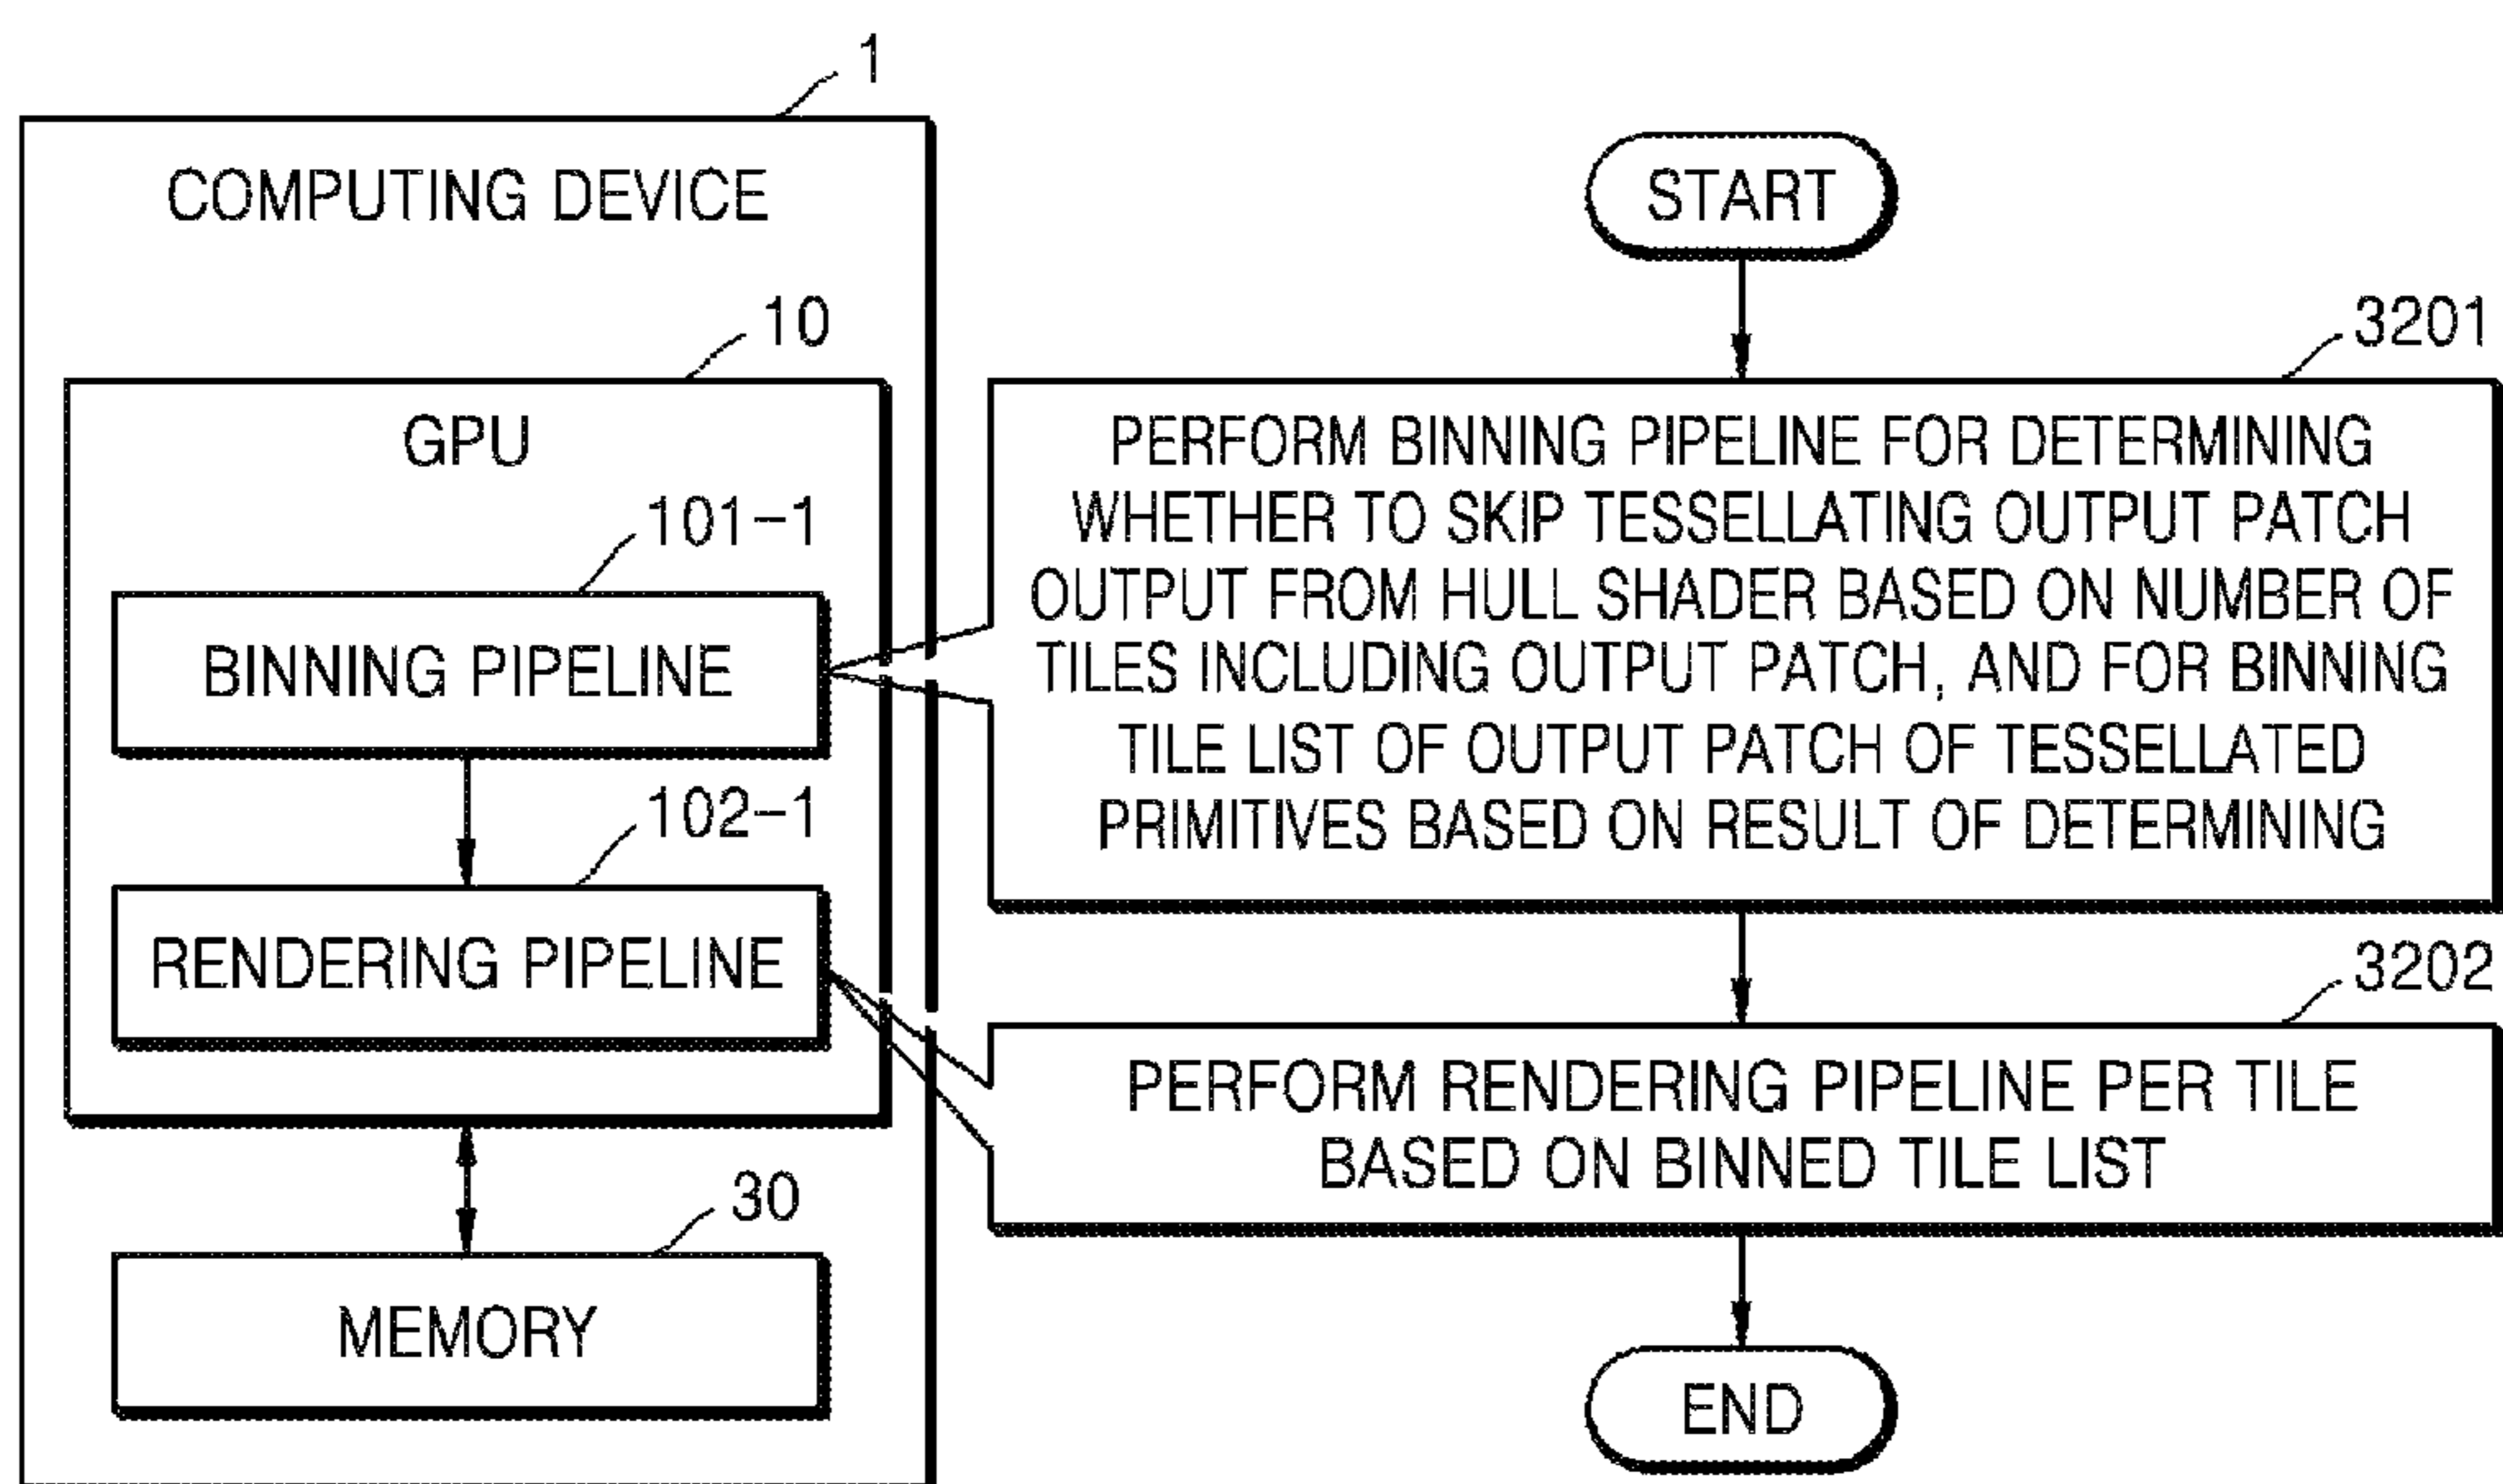 1
COMPUTING DEVICE
10
GPU
101-1
BINNING PIPELINE
102-1
RENDERING PIPELINE
30
MEMORY
START
3201
PERFORM BINNING PIPELINE FOR DETERMINING
WHETHER TO SKIP TESSELLATING OUTPUT PATCH
OUTPUT FROM HULL SHADER BASED ON NUMBER OF
TILES INCLUDING OUTPUT PATCH, AND FOR BINNING
TILE LIST OF OUTPUT PATCH OF TESSELLATED
PRIMITIVES BASED ON RESULT OF DETERMINING
3202
PERFORM RENDERING PIPELINE PER TILE
BASED ON BINNED TILE LIST
END